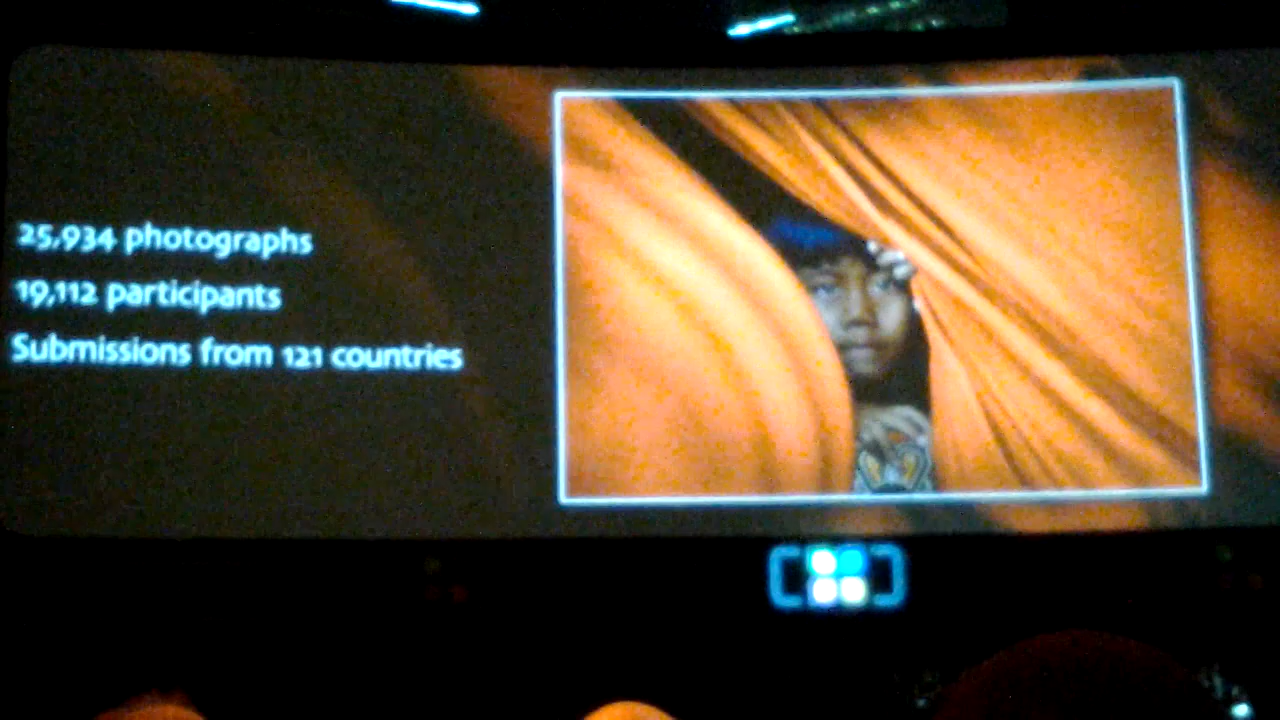 25,934 photographs
19,112 participants
Submissions from 121 countries